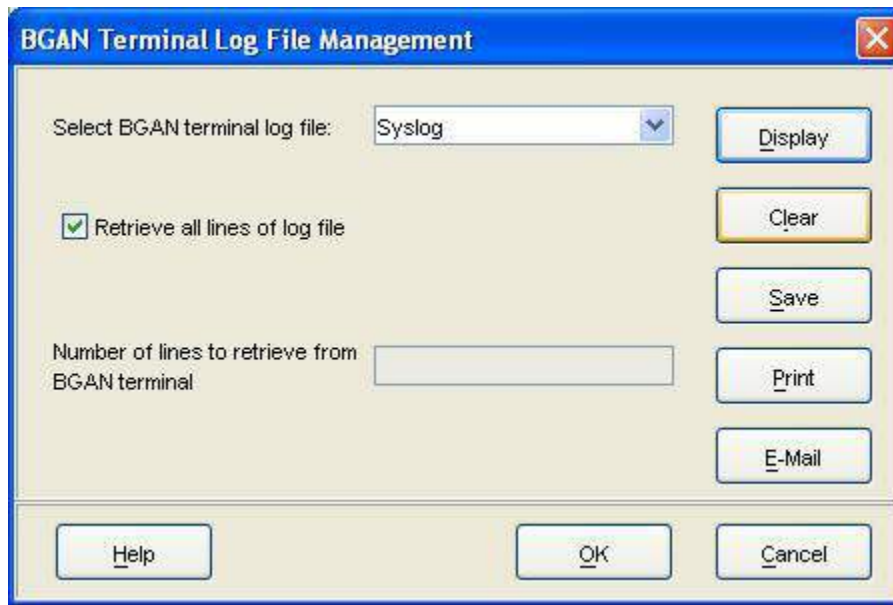 BGAN Terminal Log File Management
Select BGAN terminal log file:
Syslog
Display
Retrieve all lines of log file
Clear
Save
Number of lines to retrieve from
BGAN terminal
Print
E-Mail
Help
OK
Cancel